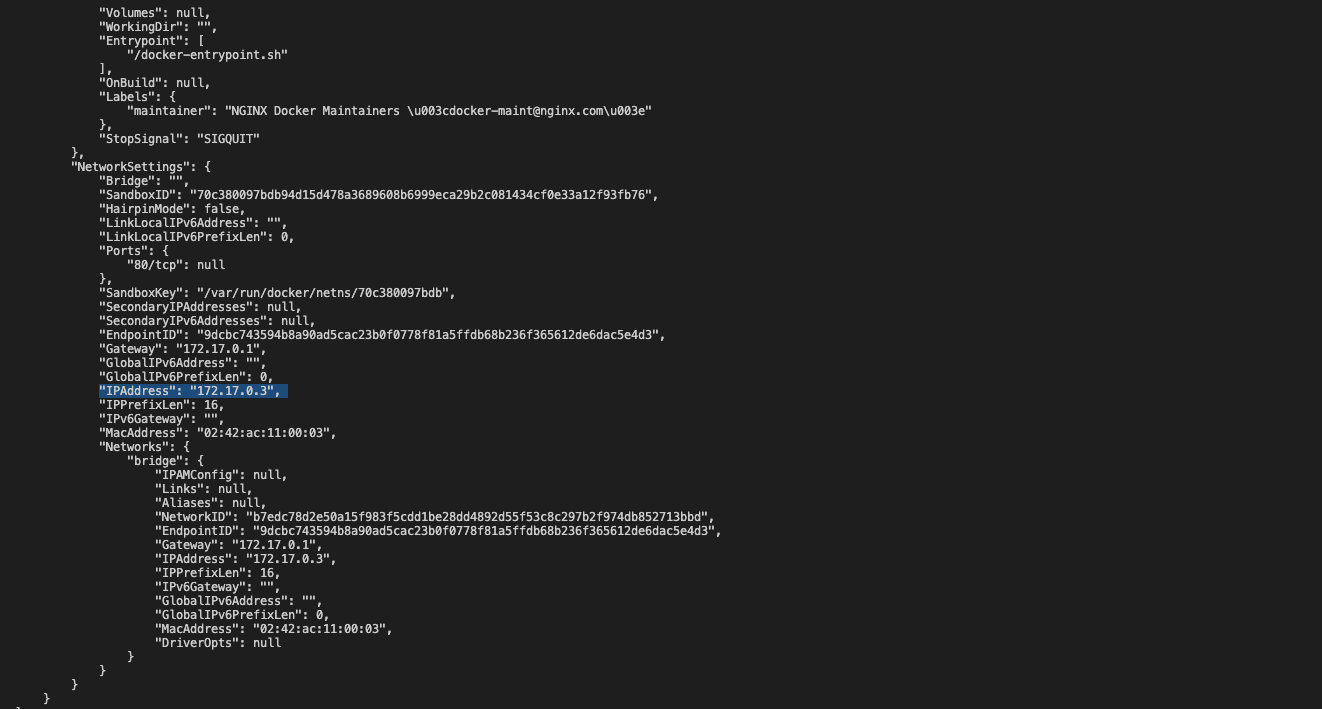 "Volumes": null,
"WorkingDir": "",
"Entrypoint": [
"/docker-entrypoint.sh"
],
"OnBuild": null,
"Labels": {
"maintainer": "NGINX Docker Maintainers \u003cdocker-maint@nginx.com\u003e"
},
"StopSignal": "SIGQUIT"
},
"NetworkSettings": {
"Bridge": "",
"SandboxID": "70c380097bdb94d15d478a3689608b6999eca29b2c081434cf0e33a12f93fb76",
"HairpinMode": false,
"LinkLocalIPv6Address": "",
"LinkLocalIPv6PrefixLen": 0,
"Ports": {
"80/tcp": null
},
"SandboxKey": "/var/run/docker/netns/70c380097bdb",
"SecondaryIPAddresses": null,
"SecondaryIPv6Addresses": null,
"EndpointID": "9dcbc743594b8a90ad5cac23b0f0778f81a5ffdb68b236f365612de6dac5e4d3",
"Gateway": "172.17.0.1",
"GlobalIPv6Address": "",
"GlobalIPv6PrefixLen": 0,
"IPAddress": "172.17.0.3",
"IPPrefixLen": 16,
"IPv6Gateway": "",
"MacAddress": "02:42:ac:11:00:03",
"Networks": {
"bridge": {
"IPAMConfig": null,
"Links": null,
"Aliases": null,
"NetworkID": "b7edc78d2e50a15f983f5cdd1be28dd4892d55f53c8c297b2f974db852713bbd",
"EndpointID": "9dcbc743594b8a90ad5cac23b0f0778f81a5ffdb68b236f365612de6dac5e4d3",
"Gateway": "172.17.0.1",
"IPAddress": "172.17.0.3",
"IPPrefixLen": 16,
"IPv6Gateway": "",
"GlobalIPv6Address": "",
"GlobalIPv6PrefixLen": 0,
"MacAddress": "02:42:ac:11:00:03",
"DriverOpts": null
}
}
}
}